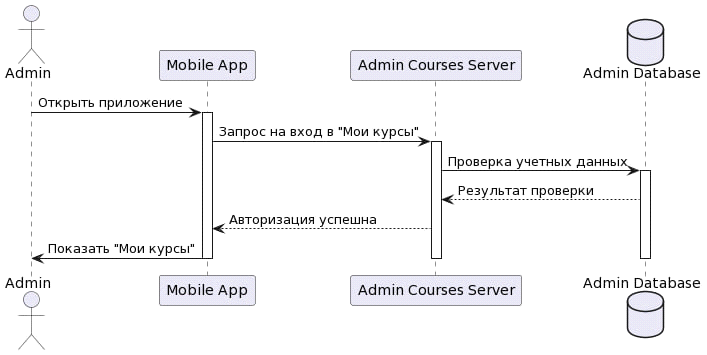 Admin
Mobile App
Admin Courses Server
Admin Database
Открыть приложение
Запрос на вход в "Мои курсы"
Проверка учетных данных
Результат проверки
Авторизация успешна
Показать "Мои курсы"
Admin
Mobile App
Admin Courses Server
Admin Database